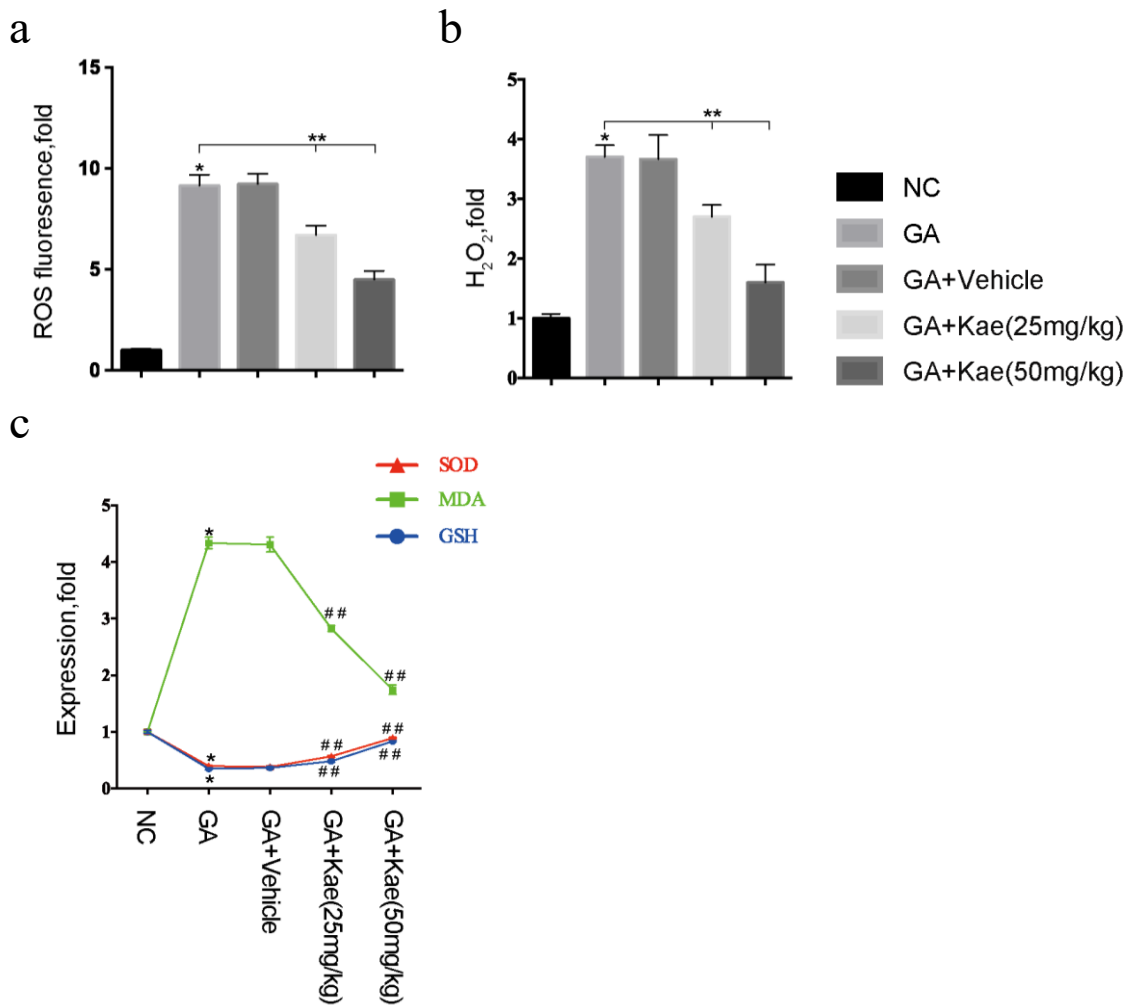 a
ROS fluoresence,fold
15
10
5
0
*
**
b
H₂O₂,fold
5
4
3
2
1
0
*
**
NC
GA
GA+Vehicle
GA+Kae(25mg/kg)
GA+Kae(50mg/kg)
c
SOD
MDA
GSH
Expression,fold
5
4
3
2
1
0
*
##
##
*
*
##
##
##
##
NC
GA
GA+Vehicle
GA+Kae(25mg/kg)
GA+Kae(50mg/kg)